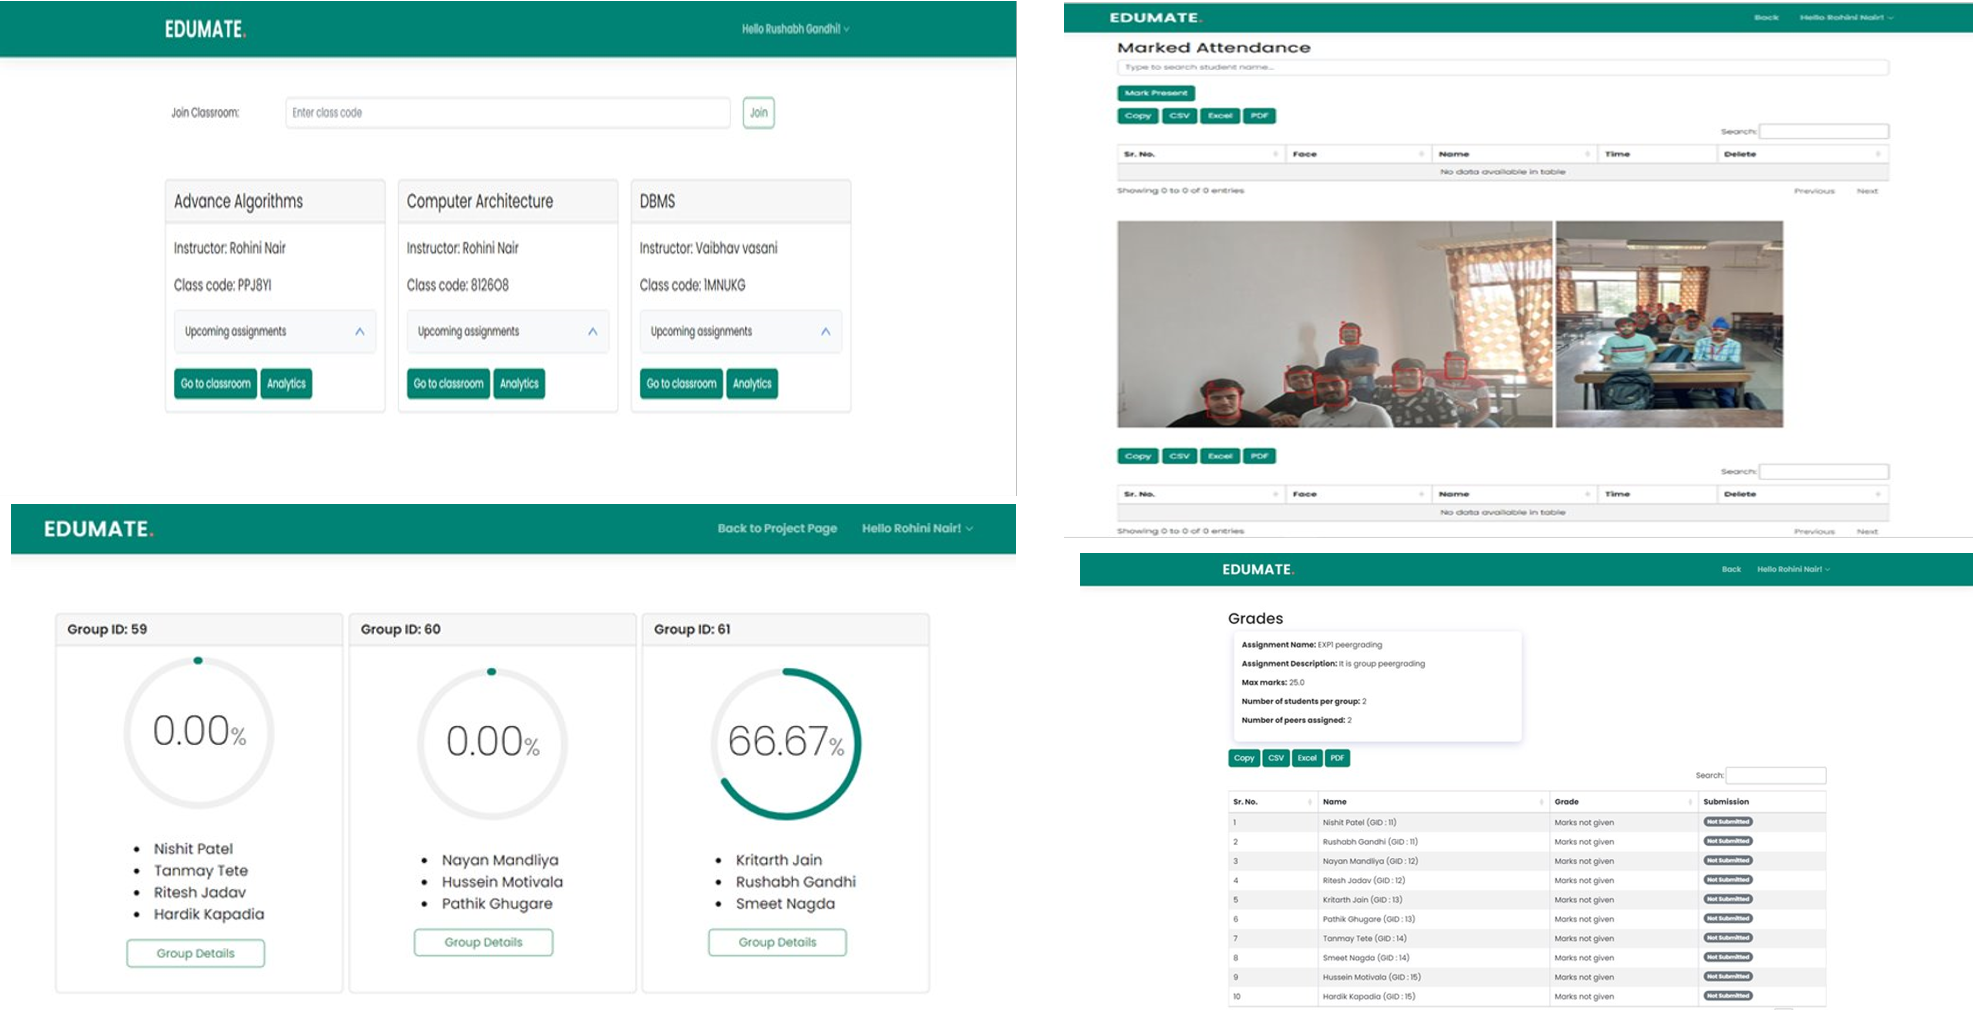 EDUMATE.
Hello Rushabh Gandhi!
Join Classroom:
Enter class code
Join
Advance Algorithms
Instructor: Rohini Nair
Class code: PPJ8YI
Upcoming assignments
Go to classroom Analytics
Computer Architecture
Instructor: Rohini Nair
Class code: 8126O8
Upcoming assignments
Go to classroom Analytics
DBMS
Instructor: Vaibhav vasani
Class code: 1MNUKG
Upcoming assignments
Go to classroom Analytics
EDUMATE.
Back Hello Rohini Nair!
Marked Attendance
Type to search student name...
Mark Present
Copy CSV Excel PDF
Search:
Sr. No. Face Name Time Delete
No data available in table
Showing 0 to 0 of 0 entries
Previous Next
Copy CSV Excel PDF
Search:
Sr. No. Face Name Time Delete
No data available in table
Showing 0 to 0 of 0 entries
Previous Next
EDUMATE.
Back to Project Page Hello Rohini Nair!
Group ID: 59
0.00%
Nishit Patel
Tanmay Tete
Ritesh Jadav
Hardik Kapadia
Group Details
Group ID: 60
0.00%
Nayan Mandliya
Hussein Motivala
Pathik Ghugare
Group Details
Group ID: 61
66.67%
Kritarth Jain
Rushabh Gandhi
Smeet Nagda
Group Details
EDUMATE.
Back Hello Rohini Nair!
Grades
Assignment Name: EXP1 peergrading
Assignment Description: It is group peergrading
Max marks: 25.0
Number of students per group: 2
Number of peers assigned: 2
Copy CSV Excel PDF
Search:
Sr. No. Name Grade Submission
1 Nishit Patel (GID : 11) Marks not given Not Submitted
2 Rushabh Gandhi (GID : 11) Marks not given Not Submitted
3 Nayan Mandliya (GID : 12) Marks not given Not Submitted
4 Ritesh Jadav (GID : 12) Marks not given Not Submitted
5 Kritarth Jain (GID : 13) Marks not given Not Submitted
6 Pathik Ghugare (GID : 13) Marks not given Not Submitted
7 Tanmay Tete (GID : 14) Marks not given Not Submitted
8 Smeet Nagda (GID : 14) Marks not given Not Submitted
9 Hussein Motivala (GID : 15) Marks not given Not Submitted
10 Hardik Kapadia (GID : 15) Marks not given Not Submitted